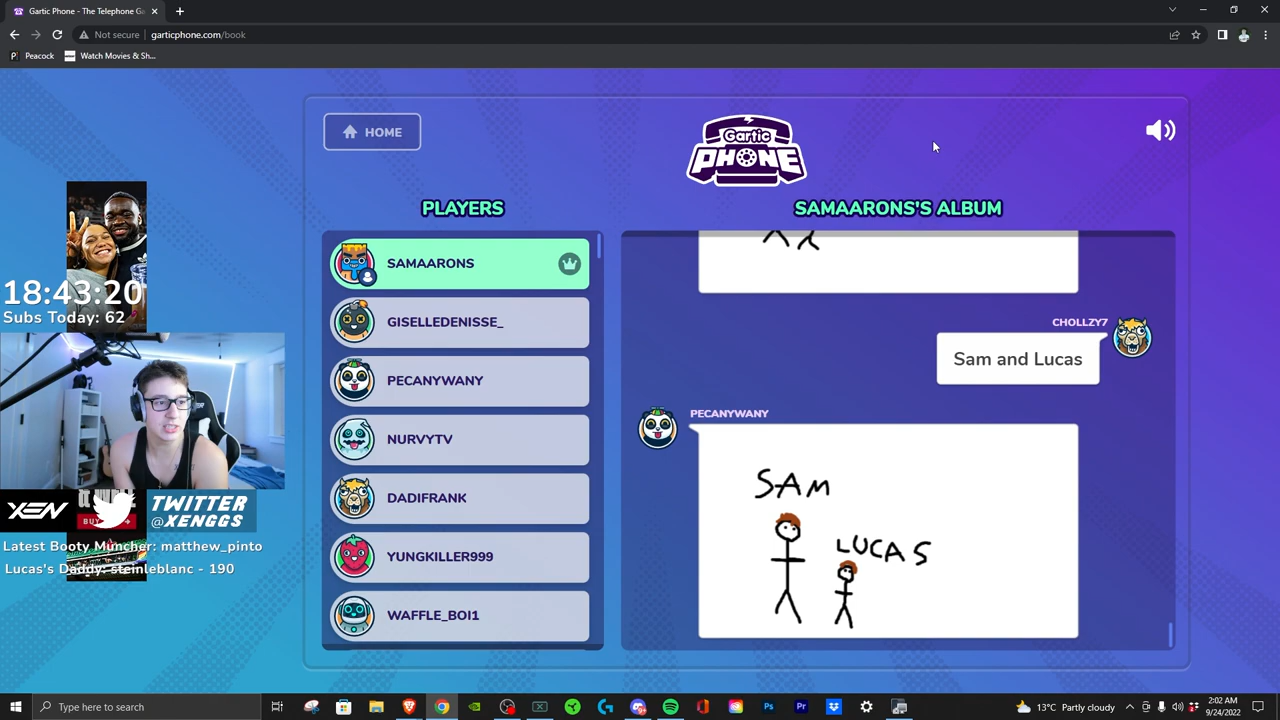 Gartic Phone - The Telephone Ga
Not secure
garticphone.com/book
Peacock
Watch Movies & Sh...
HOME
Gartic
PHONE
PLAYERS
SAMAARONS'S ALBUM
SAMAARONS
GISELLEDENISSE_
PECANYWANY
NURVYTV
DADIFRANK
YUNGKILLER999
WAFFLE_BOI1
CHOLLZY7
Sam and Lucas
PECANYWANY
SAM
LUCAS
18:43:20
Subs Today: 62
XEN
TWITTER
@XENGGS
Latest Booty Muncher: matthew_pinto
Lucas's Daddy: steinleblanc - 190
Type here to search
13°C Partly cloudy
2:02 AM
9/24/2022